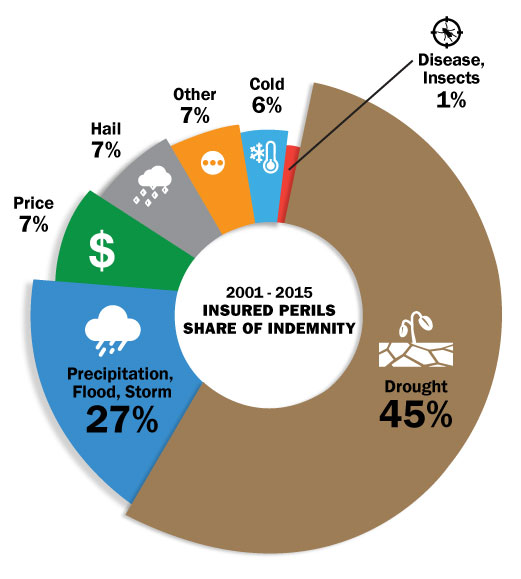 Disease,
Insects
1%
Cold
6%
Other
7%
Hail
7%
Price
7%
$
2001 - 2015
INSURED PERILS
SHARE OF INDEMNITY
Precipitation,
Flood, Storm
27%
Drought
45%